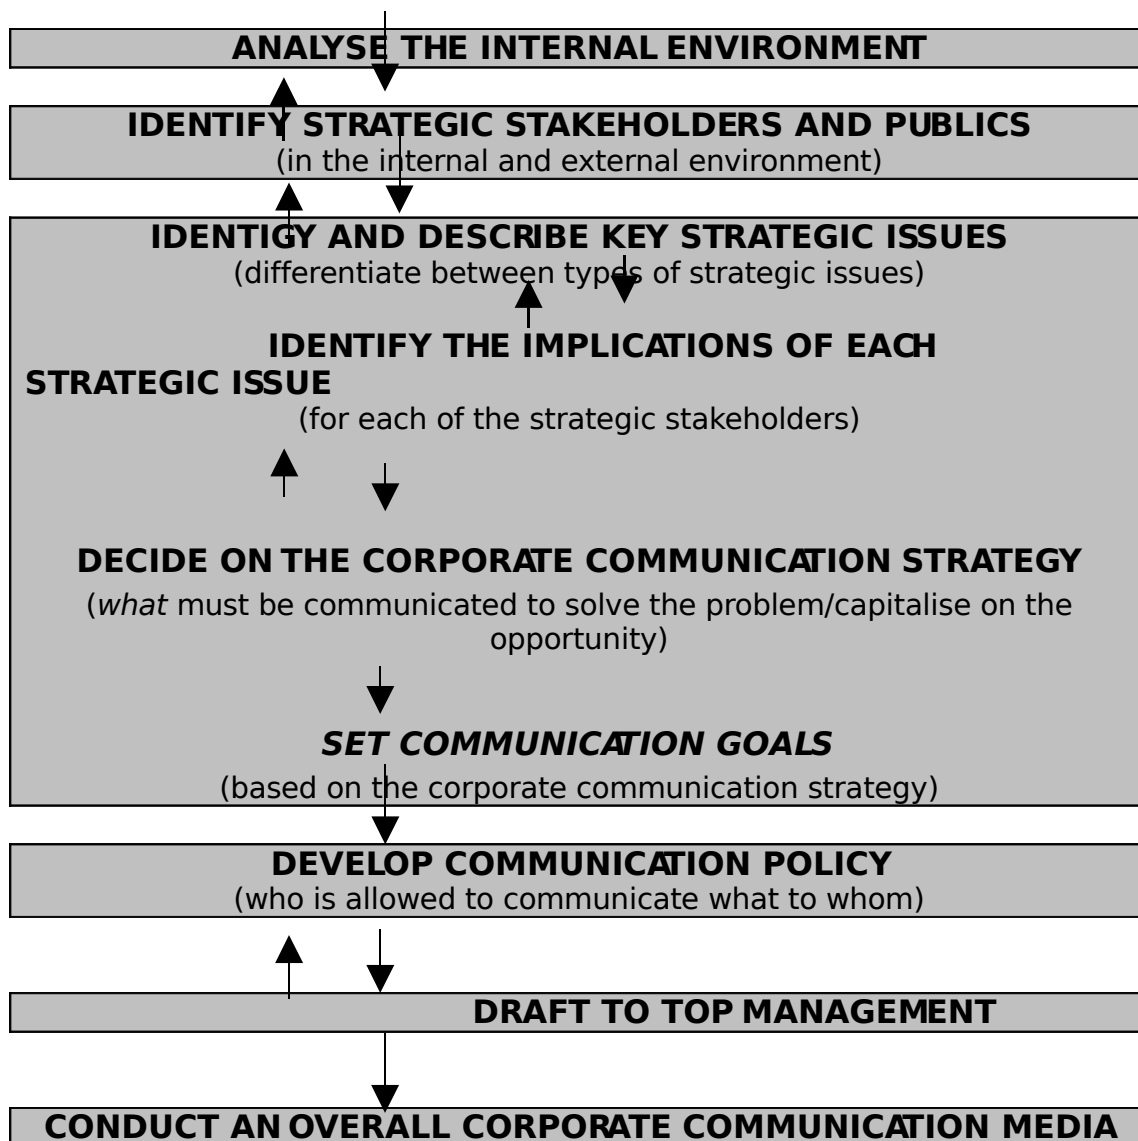 ANALYSE THE INTERNAL ENVIRONMENT
IDENTIFY STRATEGIC STAKEHOLDERS AND PUBLICS
(in the internal and external environment)
IDENTIGY AND DESCRIBE KEY STRATEGIC ISSUES
(differentiate between types of strategic issues)
IDENTIFY THE IMPLICATIONS OF EACH
STRATEGIC ISSUE
(for each of the strategic stakeholders)
DECIDE ON THE CORPORATE COMMUNICATION STRATEGY
(what must be communicated to solve the problem/capitalise on the
opportunity)
SET COMMUNICATION GOALS
(based on the corporate communication strategy)
DEVELOP COMMUNICATION POLICY
(who is allowed to communicate what to whom)
DRAFT TO TOP MANAGEMENT
CONDUCT AN OVERALL CORPORATE COMMUNICATION MEDIA